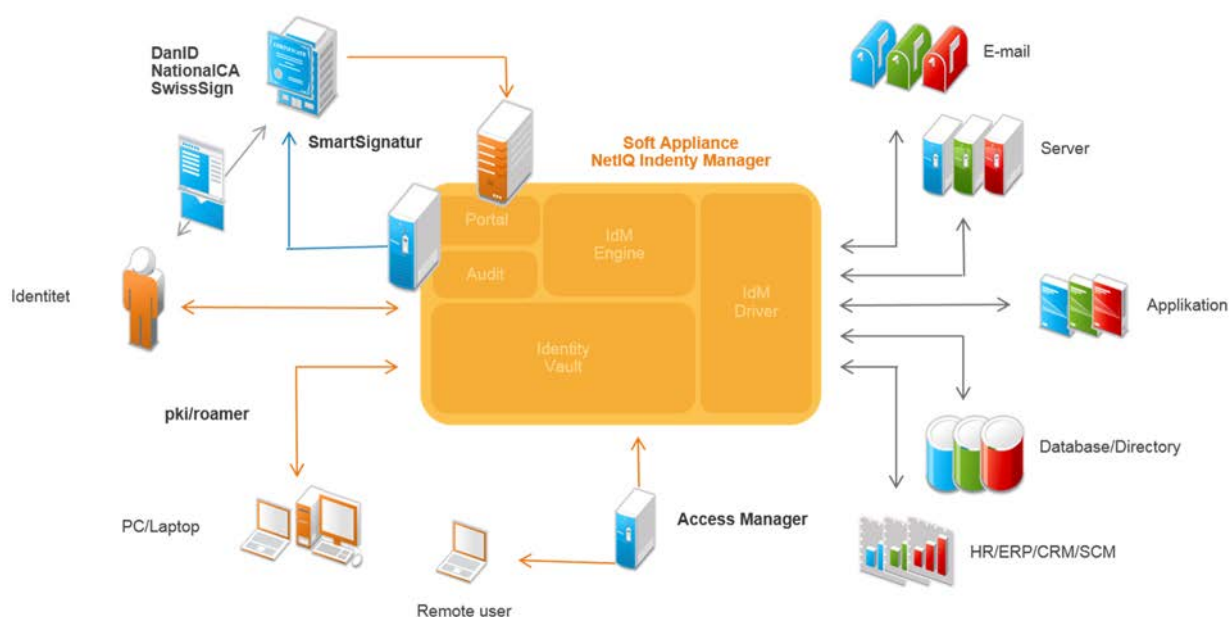 DanID
NationalCA
SwissSign
CERTIFICATE
SmartSignatur
Soft Appliance
NetIQ Indenty Manager
E-mail
Server
Portal
IdM
Engine
Audit
IdM
Driver
Identitet
Applikation
Identity
Vault
pki/roamer
Database/Directory
PC/Laptop
Access Manager
HR/ERP/CRM/SCM
Remote user